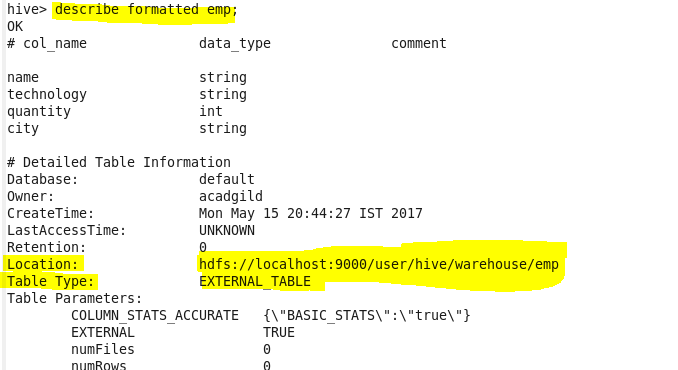 hive> describe formatted emp;
OK
# col_name data_type comment
name string
technology string
quantity int
city string
# Detailed Table Information
Database: default
Owner: acadgild
CreateTime: Mon May 15 20:44:27 IST 2017
LastAccessTime: UNKNOWN
Retention: 0
Location: hdfs://localhost:9000/user/hive/warehouse/emp
Table Type: EXTERNAL_TABLE
Table Parameters:
COLUMN_STATS_ACCURATE {\"BASIC_STATS\":\"true\"}
EXTERNAL TRUE
numFiles 0
numRows 0